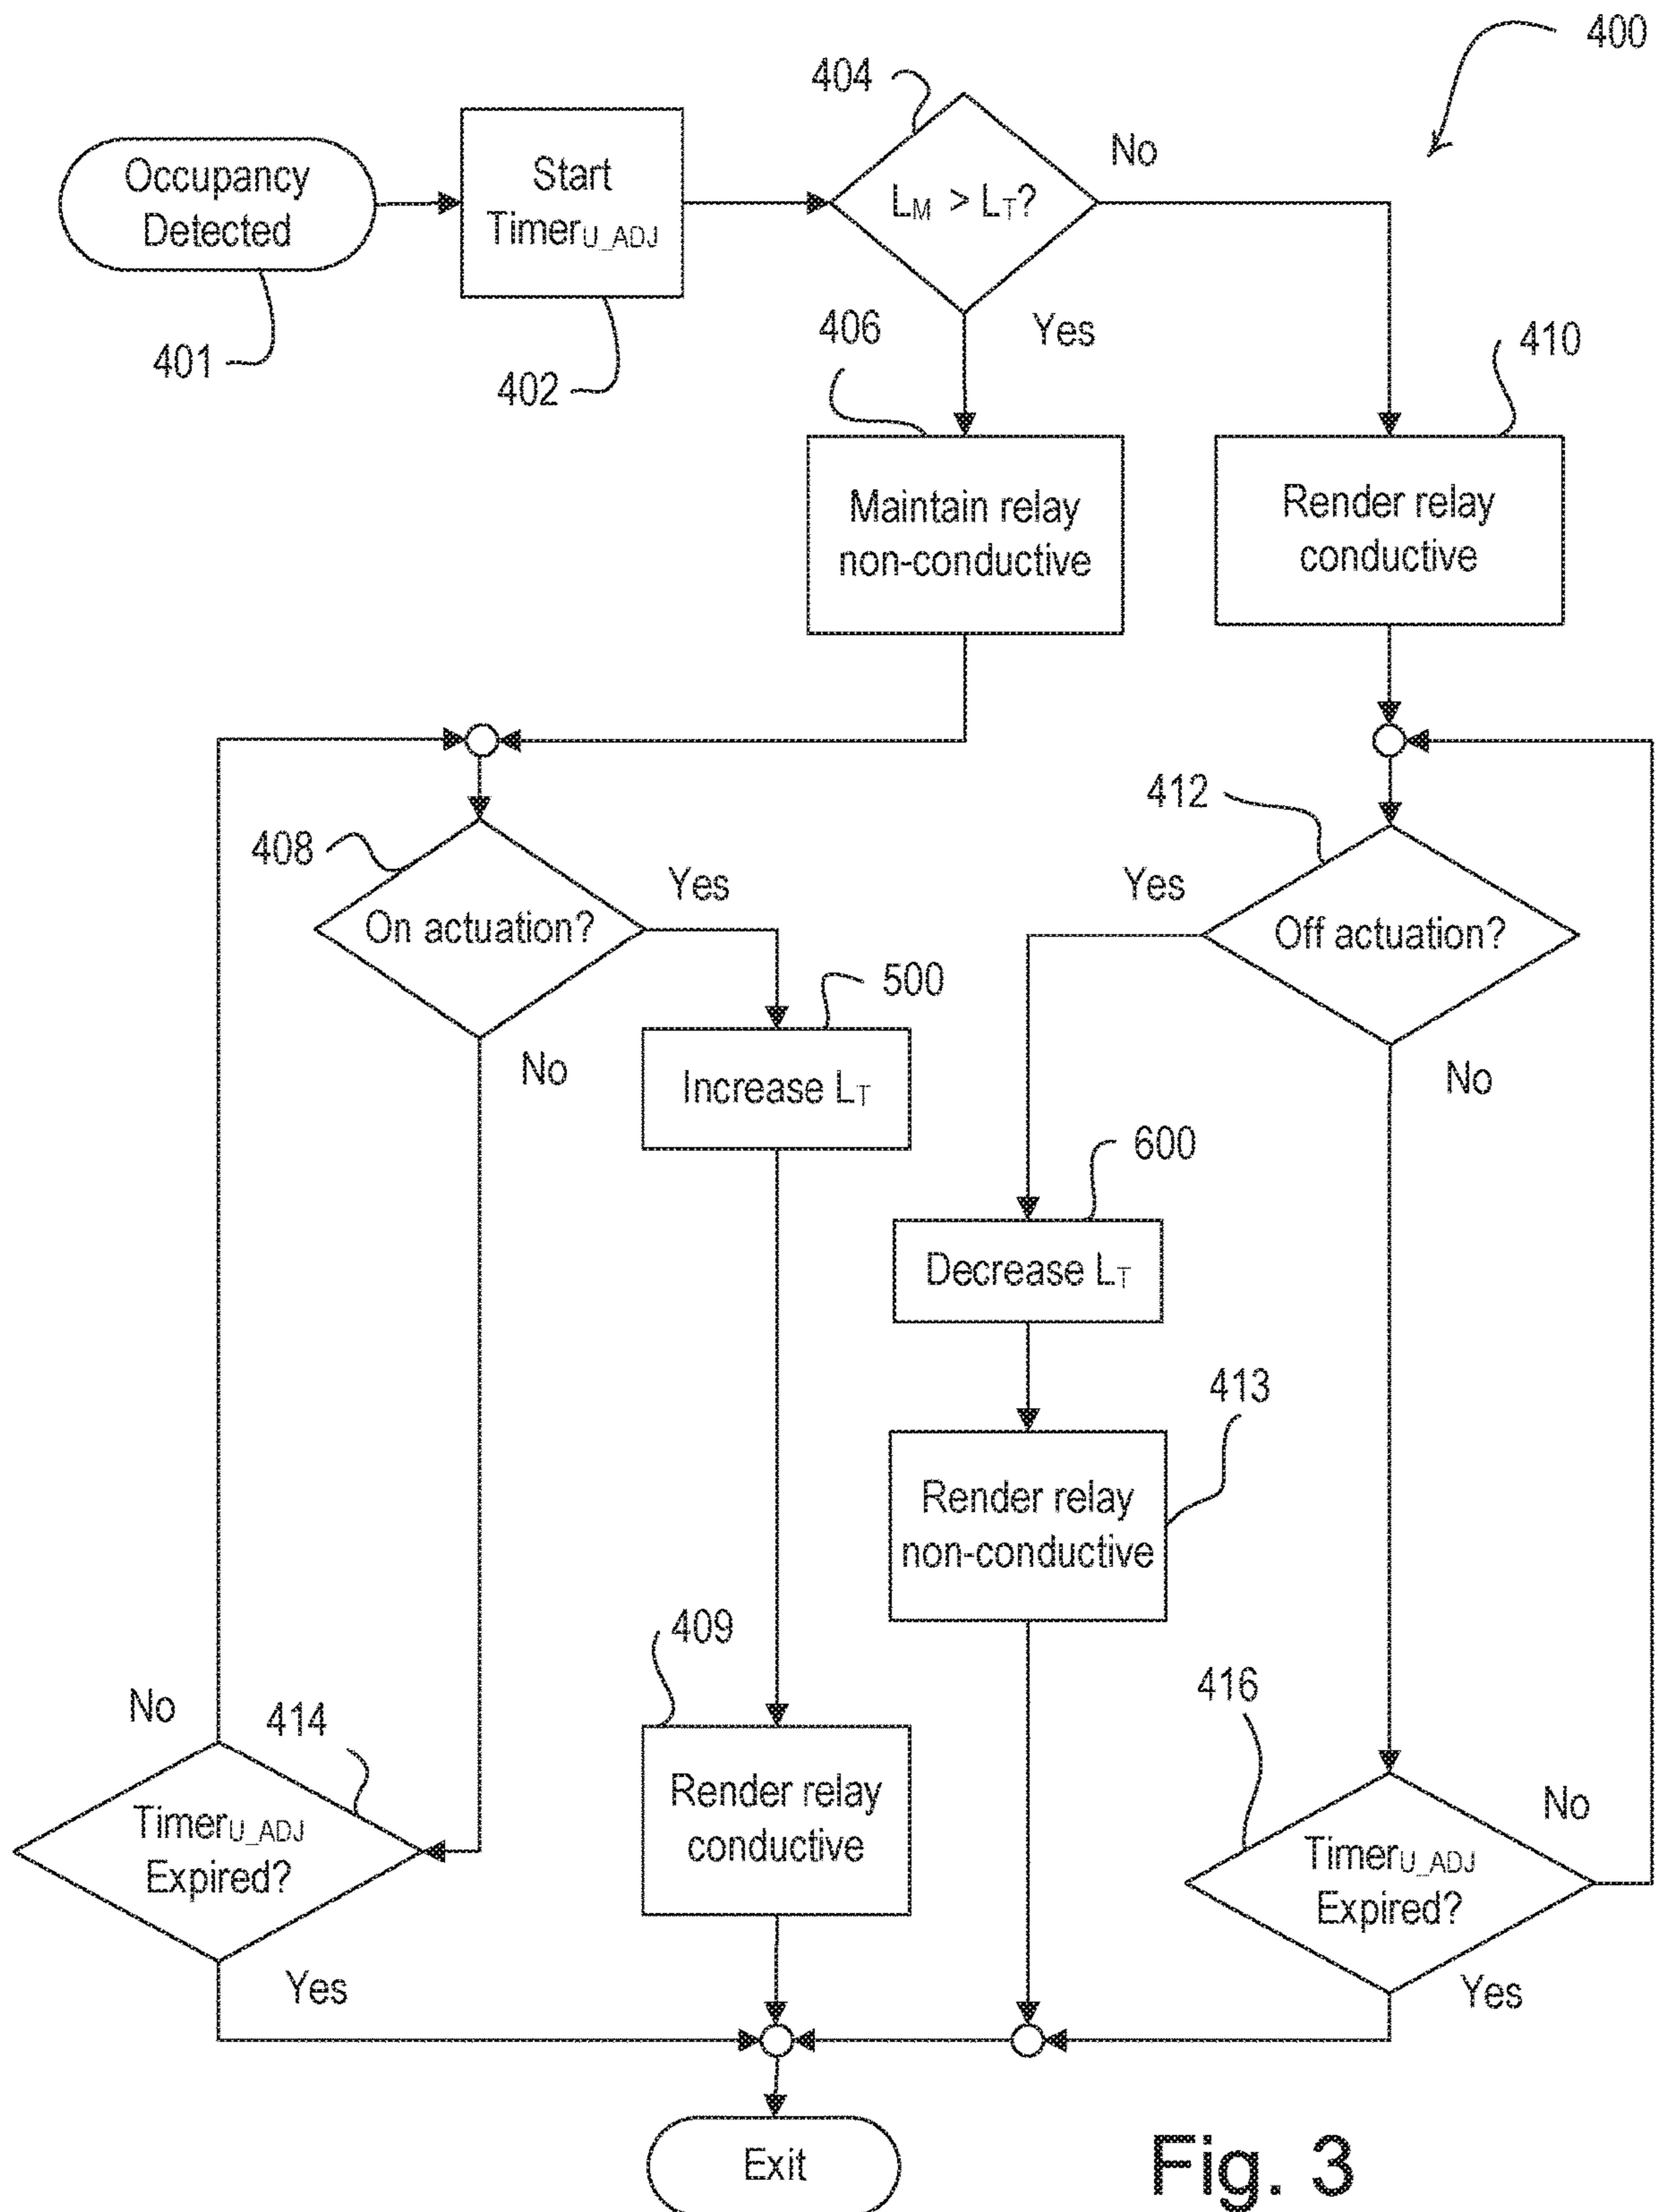 400
404
No
Occupancy
Detected
Start
TimerU_ADJ
LM > LT?
401
402
406
Yes
410
Maintain relay
non-conductive
Render relay
conductive
408
412
Yes
Yes
On actuation?
Off actuation?
500
No
Increase LT
No
600
Decrease LT
413
Render relay
non-conductive
409
416
No
414
Render relay
conductive
No
TimerU_ADJ
Expired?
TimerU_ADJ
Expired?
Yes
Yes
Exit
Fig. 3